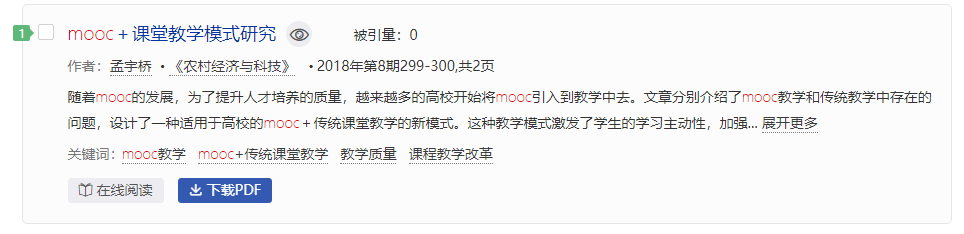 1 mooc+课堂教学模式研究 被引量：0
作者：孟宇桥 •《农村经济与科技》 •2018年第8期299-300,共2页
随着mooc的发展，为了提升人才培养的质量，越来越多的高校开始将mooc引入到教学中去。文章分别介绍了mooc教学和传统教学中存在的
问题，设计了一种适用于高校的mooc＋传统课堂教学的新模式。这种教学模式激发了学生的学习主动性，加强... 展开更多
关键词：mooc教学 mooc+传统课堂教学 教学质量 课程教学改革
在线阅读 下载PDF